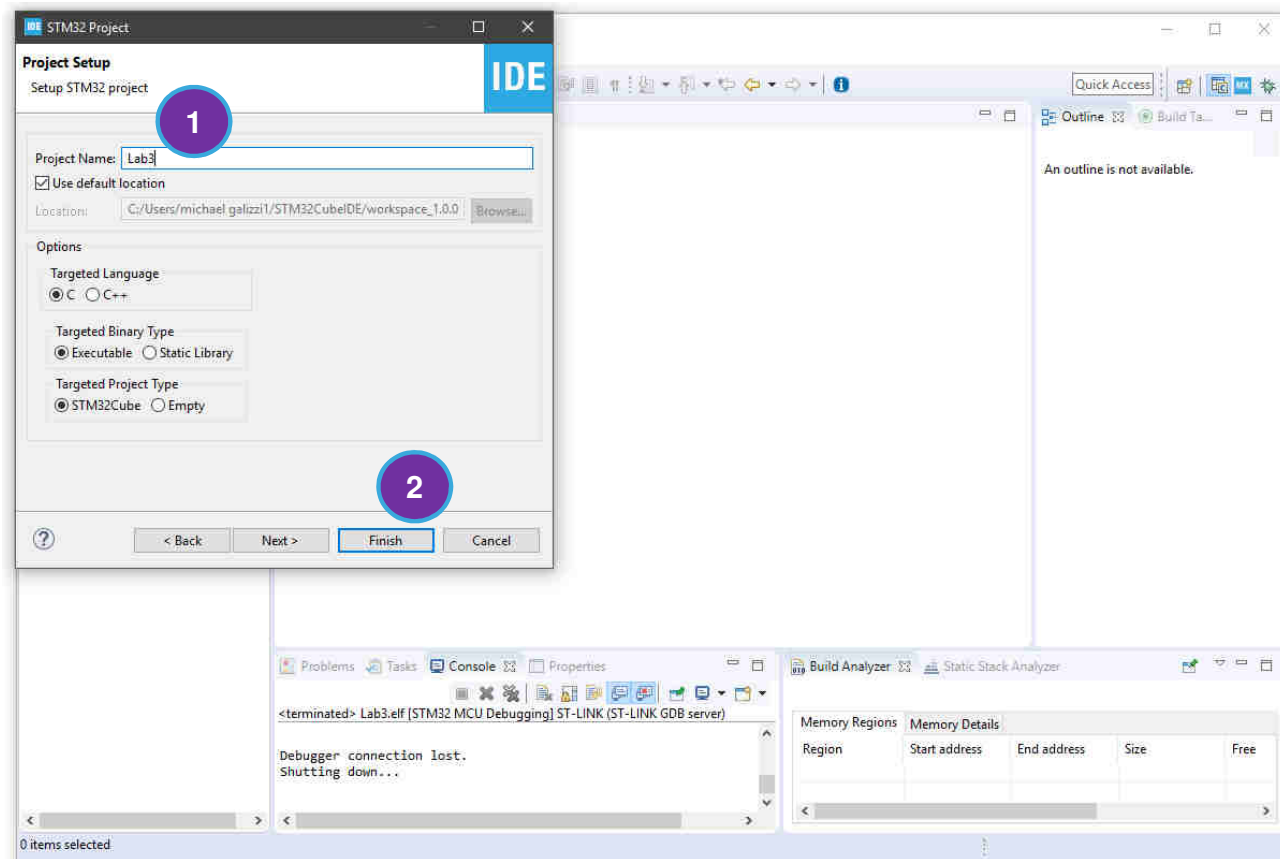 IDE STM32 Project
Project Setup
Setup STM32 project
IDE
1
Project Name: Lab3
Use default location
Location: C:/Users/michael galizzi1/STM32CubeIDE/workspace_1.0.0 Browse...
Options
Targeted Language
C C++
Targeted Binary Type
Executable Static Library
Targeted Project Type
STM32Cube Empty
2
? < Back Next > Finish Cancel
Quick Access
MX
Outline Build Ta...
An outline is not available.
Problems Tasks Console Properties
<terminated> Lab3.elf [STM32 MCU Debugging] ST-LINK (ST-LINK GDB server)
Debugger connection lost.
Shutting down...
Build Analyzer Static Stack Analyzer
Memory Regions Memory Details
Region Start address End address Size Free
0 items selected